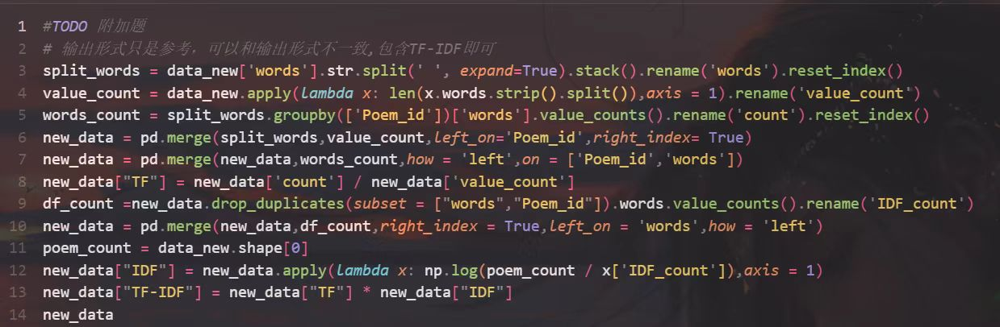 1 #TODO 附加题
2 # 输出形式只是参考，可以和输出形式不一致,包含TF-IDF即可
3 split_words = data_new['words'].str.split(' ', expand=True).stack().rename('words').reset_index()
4 value_count = data_new.apply(lambda x: len(x.words.strip().split()),axis = 1).rename('value_count')
5 words_count = split_words.groupby(['Poem_id'])['words'].value_counts().rename('count').reset_index()
6 new_data = pd.merge(split_words,value_count,left_on='Poem_id',right_index= True)
7 new_data = pd.merge(new_data,words_count,how = 'left',on = ['Poem_id','words'])
8 new_data["TF"] = new_data['count'] / new_data['value_count']
9 df_count =new_data.drop_duplicates(subset = ["words","Poem_id"]).words.value_counts().rename('IDF_count')
10 new_data = pd.merge(new_data,df_count,right_index = True,left_on = 'words',how = 'left')
11 poem_count = data_new.shape[0]
12 new_data["IDF"] = new_data.apply(lambda x: np.log(poem_count / x['IDF_count']),axis = 1)
13 new_data["TF-IDF"] = new_data["TF"] * new_data["IDF"]
14 new_data